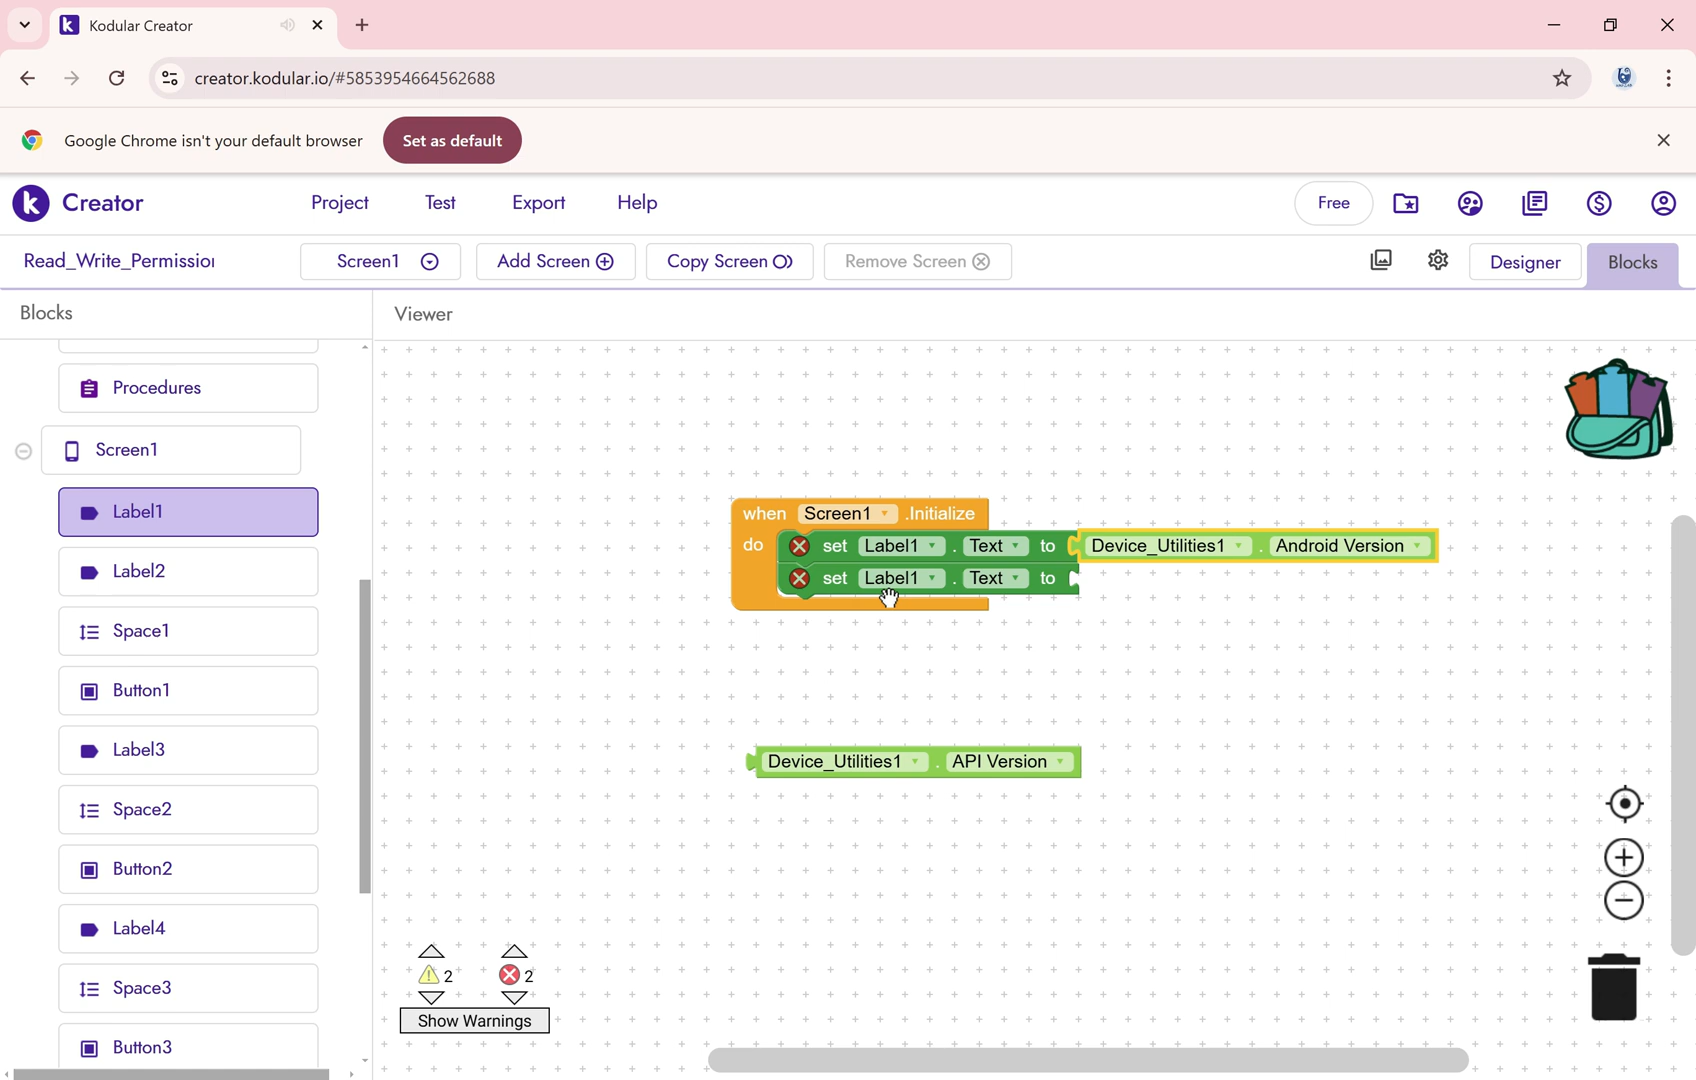 Kodular Creator
creator.kodular.io/#5853954664562688
Google Chrome isn't your default browser
Set as default
Creator
Project
Test
Export
Help
Free
Read_Write_Permission
Screen1
Add Screen
Copy Screen
Remove Screen
Designer
Blocks
Blocks
Viewer
Procedures
Screen1
Label1
Label2
Space1
Button1
Label3
Space2
Button2
Label4
Space3
Button3
when Screen1 .Initialize
do set Label1 . Text to Device_Utilities1 . Android Version
set Label1 . Text to
Device_Utilities1 . API Version
2 2
Show Warnings